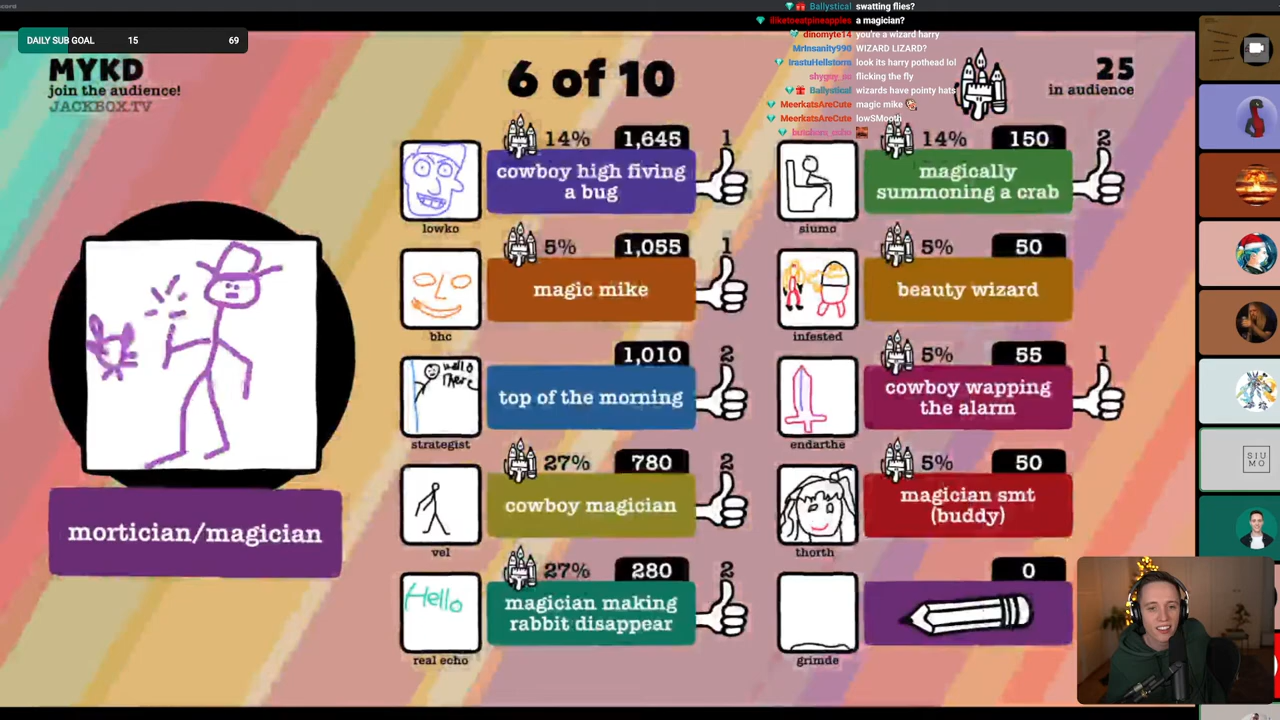 DAILY SUB GOAL 15 69
MYKD
join the audience!
JACKBOX.TV
6 of 10
Ballystical swatting flies?
iliketoeatpineapples a magician?
dinomyte14 you're a wizard harry
MrInsanity990 WIZARD LIZARD?
IrastuHellstorm look its harry pothead lol
flicking the fly
Ballystical wizards have pointy hats
MeerkatsAreCute magic mike
MeerkatsAreCute lowSMooth
25
in audience
mortician/magician
14% 1,645 1
cowboy high fiving
a bug
lowko
5% 1,055 1
magic mike
bhc
1,010 2
top of the morning
Hello
There
strategist
27% 780 2
cowboy magician
vel
27% 280 2
magician making
rabbit disappear
Hello
real echo
14% 150 2
magically
summoning a crab
siumo
5% 50
beauty wizard
infested
5% 55 1
cowboy wapping
the alarm
endarthe
5% 50
magician smt
(buddy)
thorth
0
grimde
SIU
MO